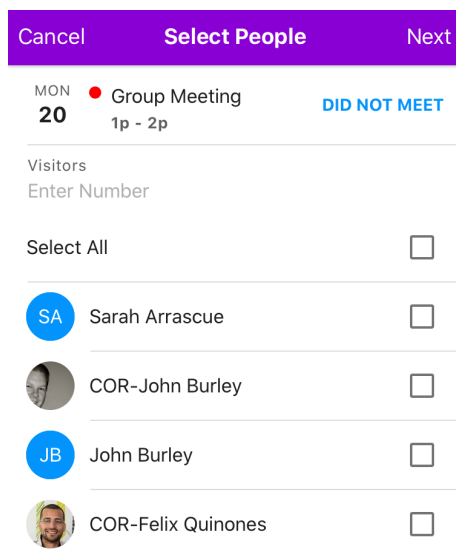 Cancel Select People Next
MON
20
Group Meeting
1p - 2p
DID NOT MEET
Visitors
Enter Number
Select All
SA Sarah Arrascue
COR-John Burley
JB John Burley
COR-Felix Quinones